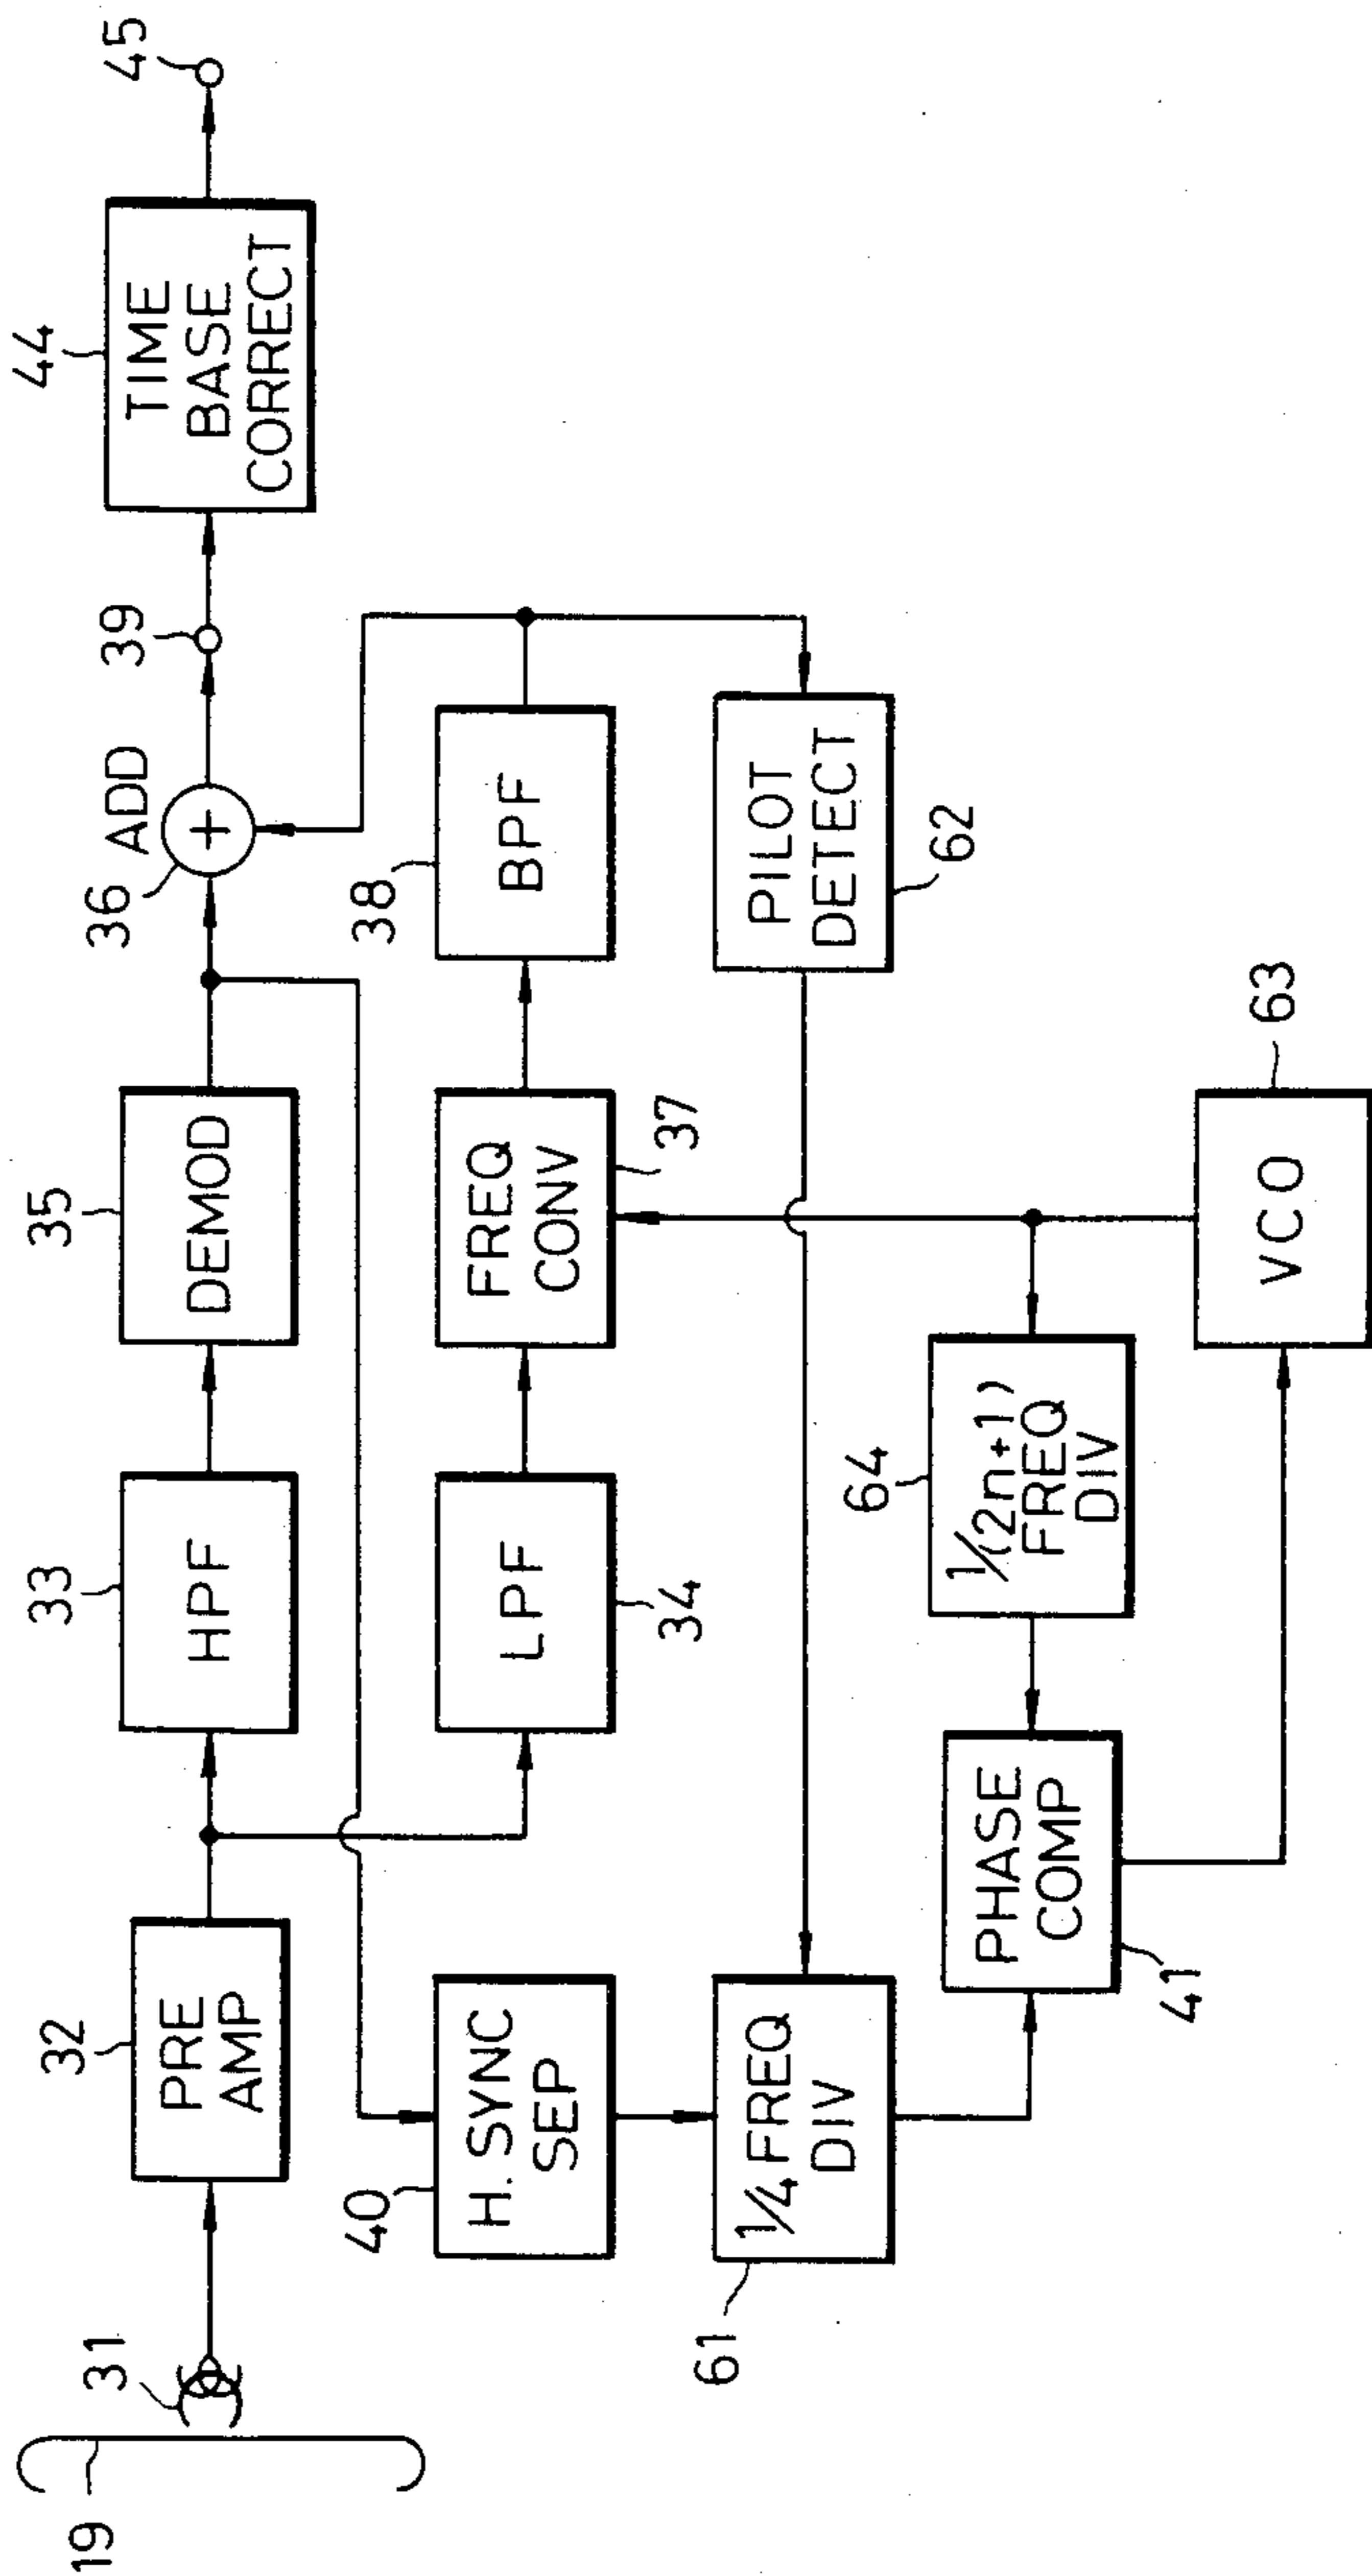 19
31
32
PRE
AMP
33
HPF
35
DEMOD
36
ADD
+
39
44
TIME
BASE
CORRECT
45
34
LPF
37
FREQ
CONV
38
BPF
40
H. SYNC
SEP
61
1/4 FREQ
DIV
62
PILOT
DETECT
41
PHASE
COMP
64
1/(2n+1)
FREQ
DIV
63
VCO